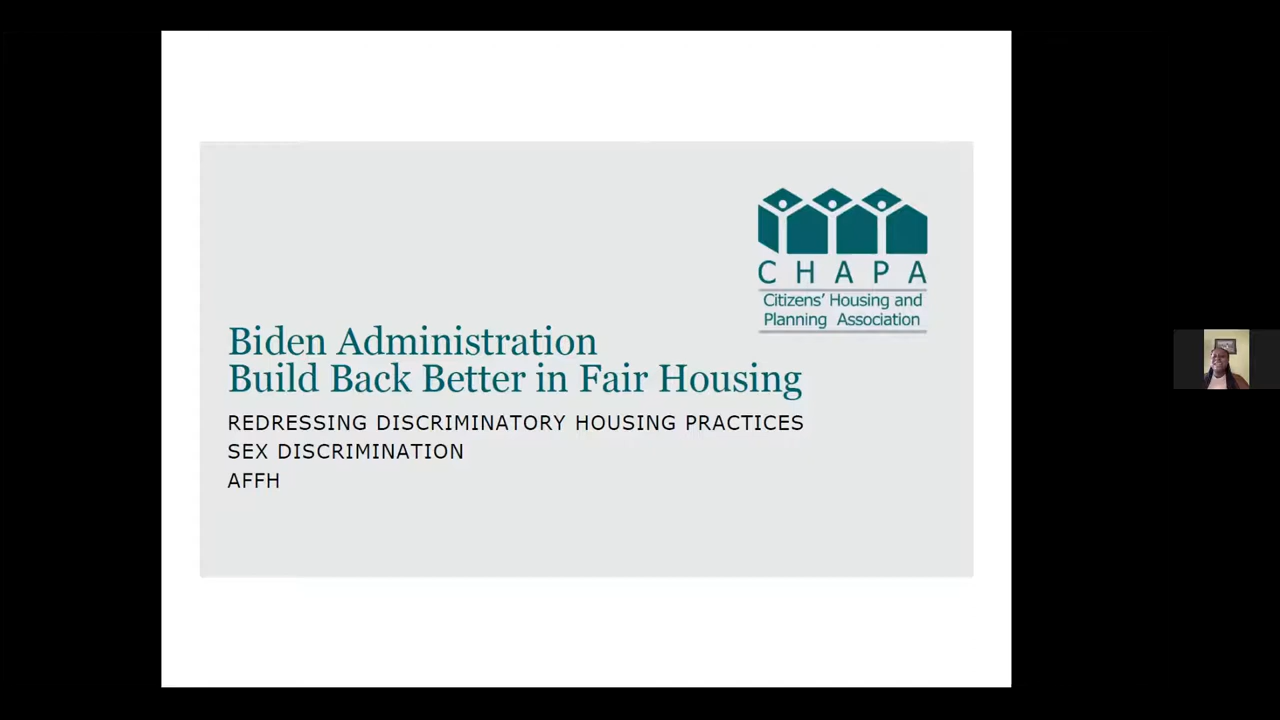 CHAPA
Citizens' Housing and
Planning Association
Biden Administration
Build Back Better in Fair Housing
REDRESSING DISCRIMINATORY HOUSING PRACTICES
SEX DISCRIMINATION
AFFH